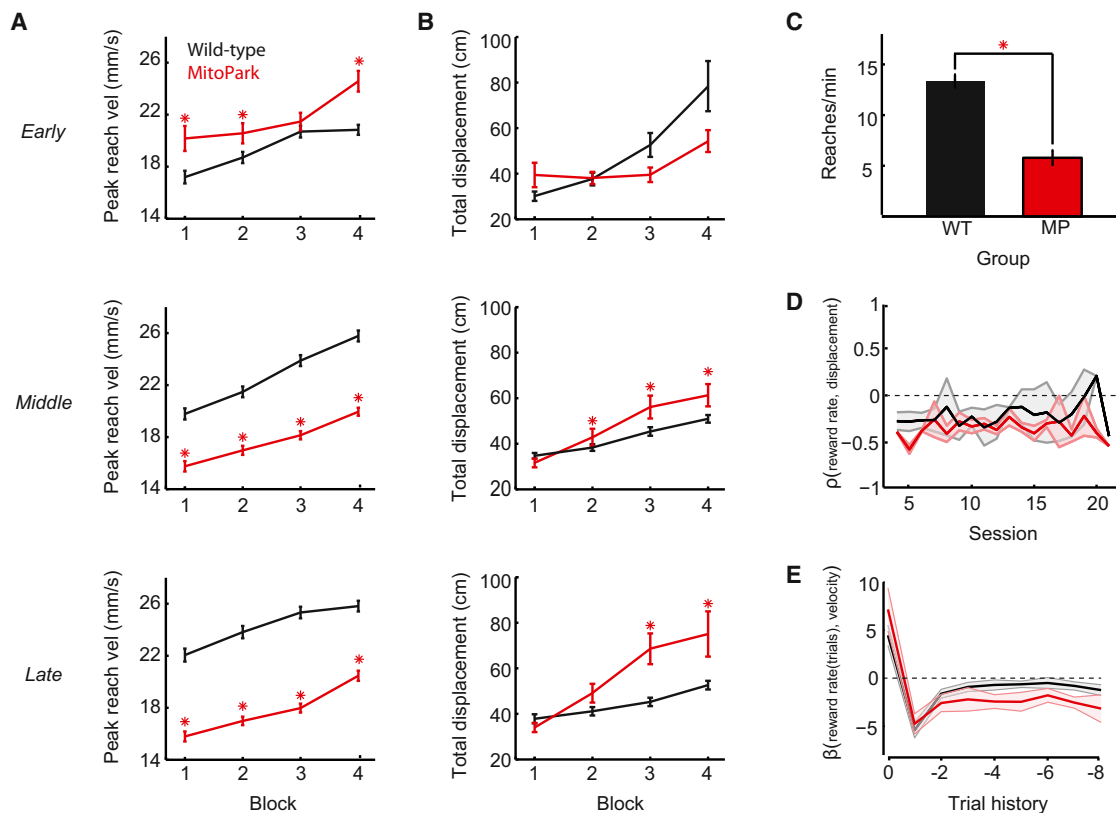 A
B
C
Early
Peak reach vel (mm/s)
26
22
18
14
1 2 3 4
Wild-type
MitoPark
* * *
Total displacement (cm)
100
80
60
40
20
1 2 3 4
Reaches/min
15
10
5
*
WT MP
Group
Middle
Peak reach vel (mm/s)
26
22
18
14
1 2 3 4
* * * *
Total displacement (cm)
100
80
60
40
20
1 2 3 4
* * *
D
ρ(reward rate, displacement)
1
0.5
0
−0.5
−1
5 10 15 20
Session
Late
Peak reach vel (mm/s)
26
22
18
14
1 2 3 4
* * * *
Block
Total displacement (cm)
100
80
60
40
20
1 2 3 4
* *
Block
E
β(reward rate(trials), velocity)
10
5
0
−5
0 -2 -4 -6 -8
Trial history